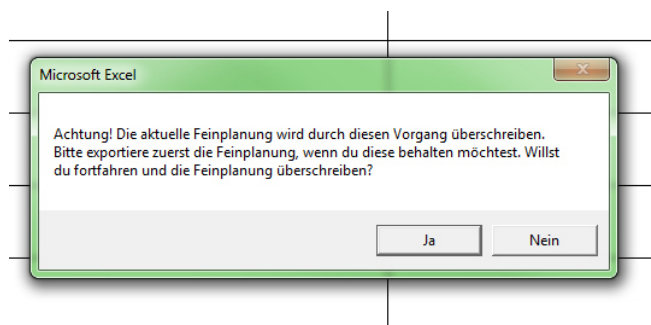 Microsoft Excel
Achtung! Die aktuelle Feinplanung wird durch diesen Vorgang überschreiben.
Bitte exportiere zuerst die Feinplanung, wenn du diese behalten möchtest. Willst
du fortfahren und die Feinplanung überschreiben?
Ja
Nein